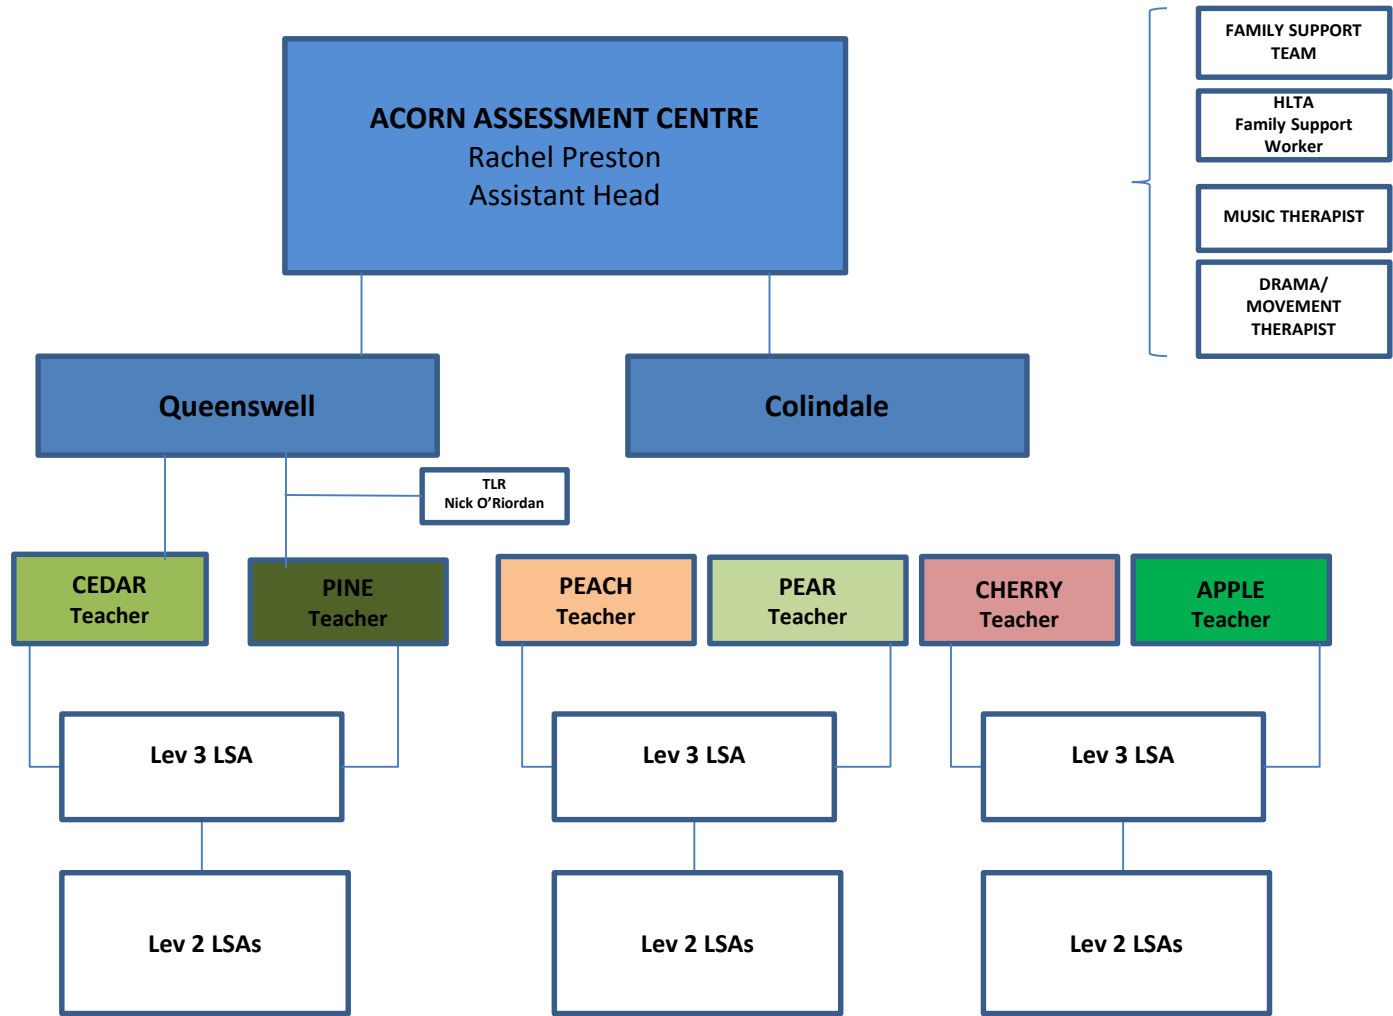 ACORN ASSESSMENT CENTRE
Rachel Preston
Assistant Head
FAMILY SUPPORT
TEAM
HLTA
Family Support
Worker
MUSIC THERAPIST
DRAMA/
MOVEMENT
THERAPIST
Queenswell
Colindale
TLR
Nick O'Riordan
CEDAR
Teacher
PINE
Teacher
PEACH
Teacher
PEAR
Teacher
CHERRY
Teacher
APPLE
Teacher
Lev 3 LSA
Lev 3 LSA
Lev 3 LSA
Lev 2 LSAs
Lev 2 LSAs
Lev 2 LSAs